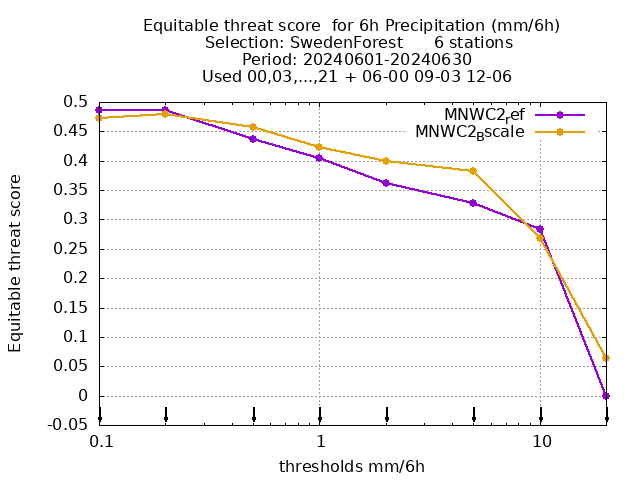 Equitable threat score  for 6h Precipitation (mm/6h)
Selection: SwedenForest      6 stations
Period: 20240601-20240630
Used 00,03,...,21 + 06-00 09-03 12-06
MNWC2ref
MNWC2Bscale
Equitable threat score
0.5
0.45
0.4
0.35
0.3
0.25
0.2
0.15
0.1
0.05
0
-0.05
0.1
1
10
thresholds mm/6h